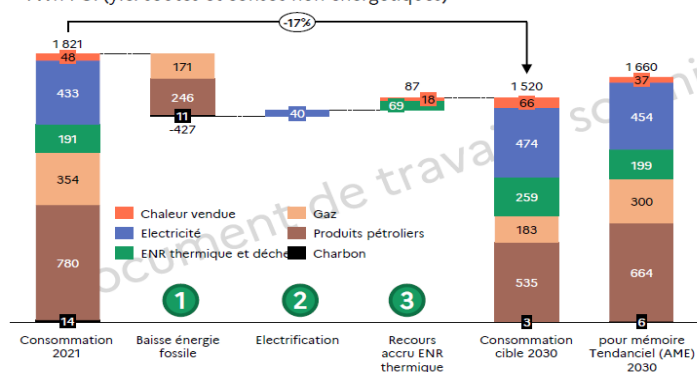 -17%
1 821
48
433
191
354
780
14
171
246
11
-427
40
87
18
69
1 520
66
474
259
183
535
3
1 660
37
454
199
300
664
6
Chaleur vendue
Gaz
Electricité
Produits pétroliers
ENR thermique et déche
Charbon
document de travail
1
2
3
Consommation
2021
Baisse énergie
fossile
Electrification
Recours
accru ENR
thermique
Consommation
cible 2030
pour mémoire
Tendanciel (AME)
2030